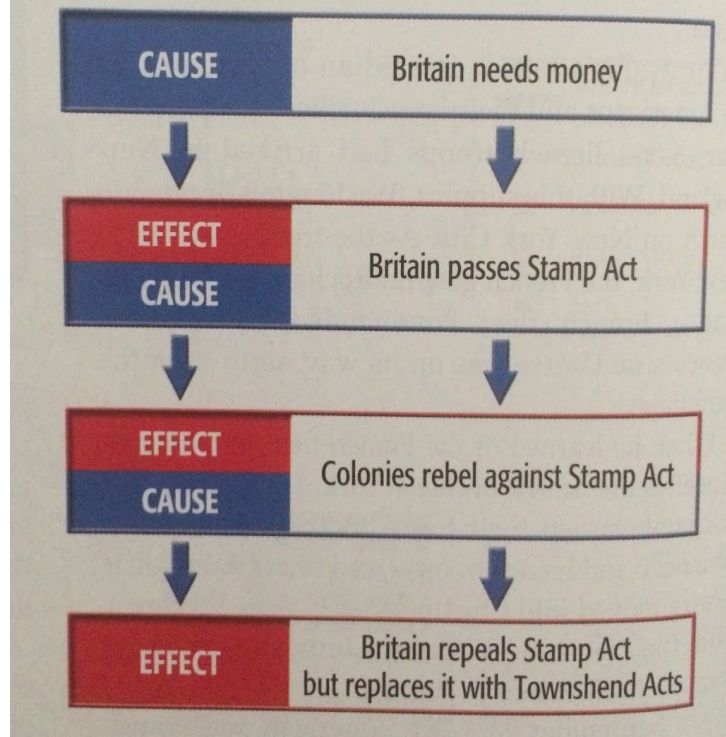 CAUSE
Britain needs money
EFFECT
CAUSE
Britain passes Stamp Act
EFFECT
CAUSE
Colonies rebel against Stamp Act
EFFECT
Britain repeals Stamp Act
but replaces it with Townshend Acts